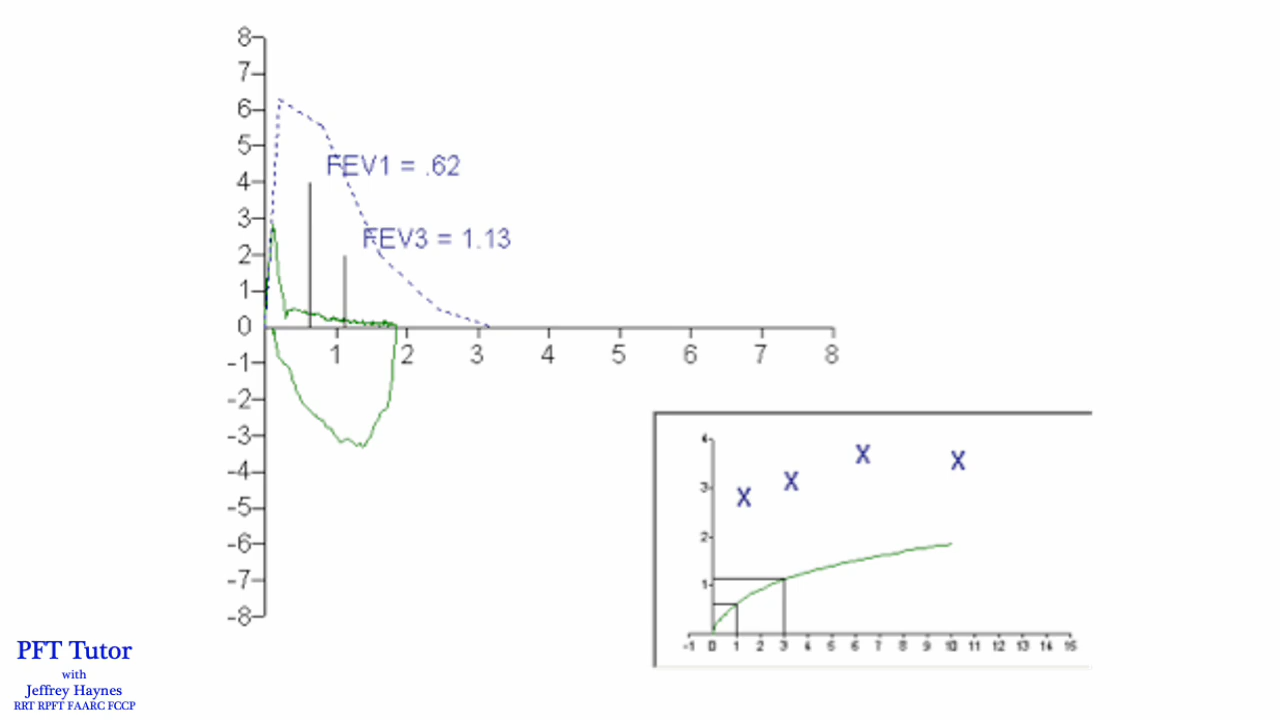 8
7
6
5
FEV1 = .62
4
3
FEV3 = 1.13
2
1
0
1 2 3 4 5 6 7 8
-1
-2
-3
-4
-5
-6
-7
-8
4
X X X X
3
2
1
-1 0 1 2 3 4 5 6 7 8 9 10 11 12 13 14 15
PFT Tutor
with
Jeffrey Haynes
RRT RPFT FAARC FCCP